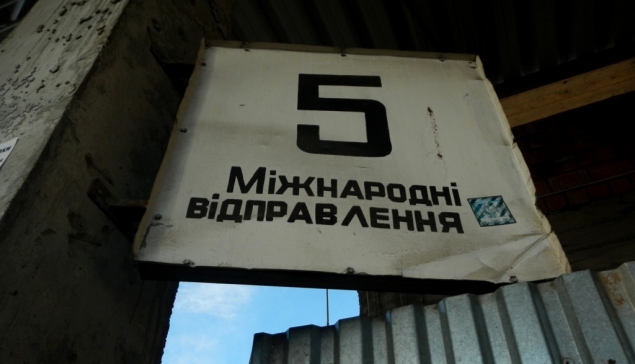 5
Міжнародні
відправлення